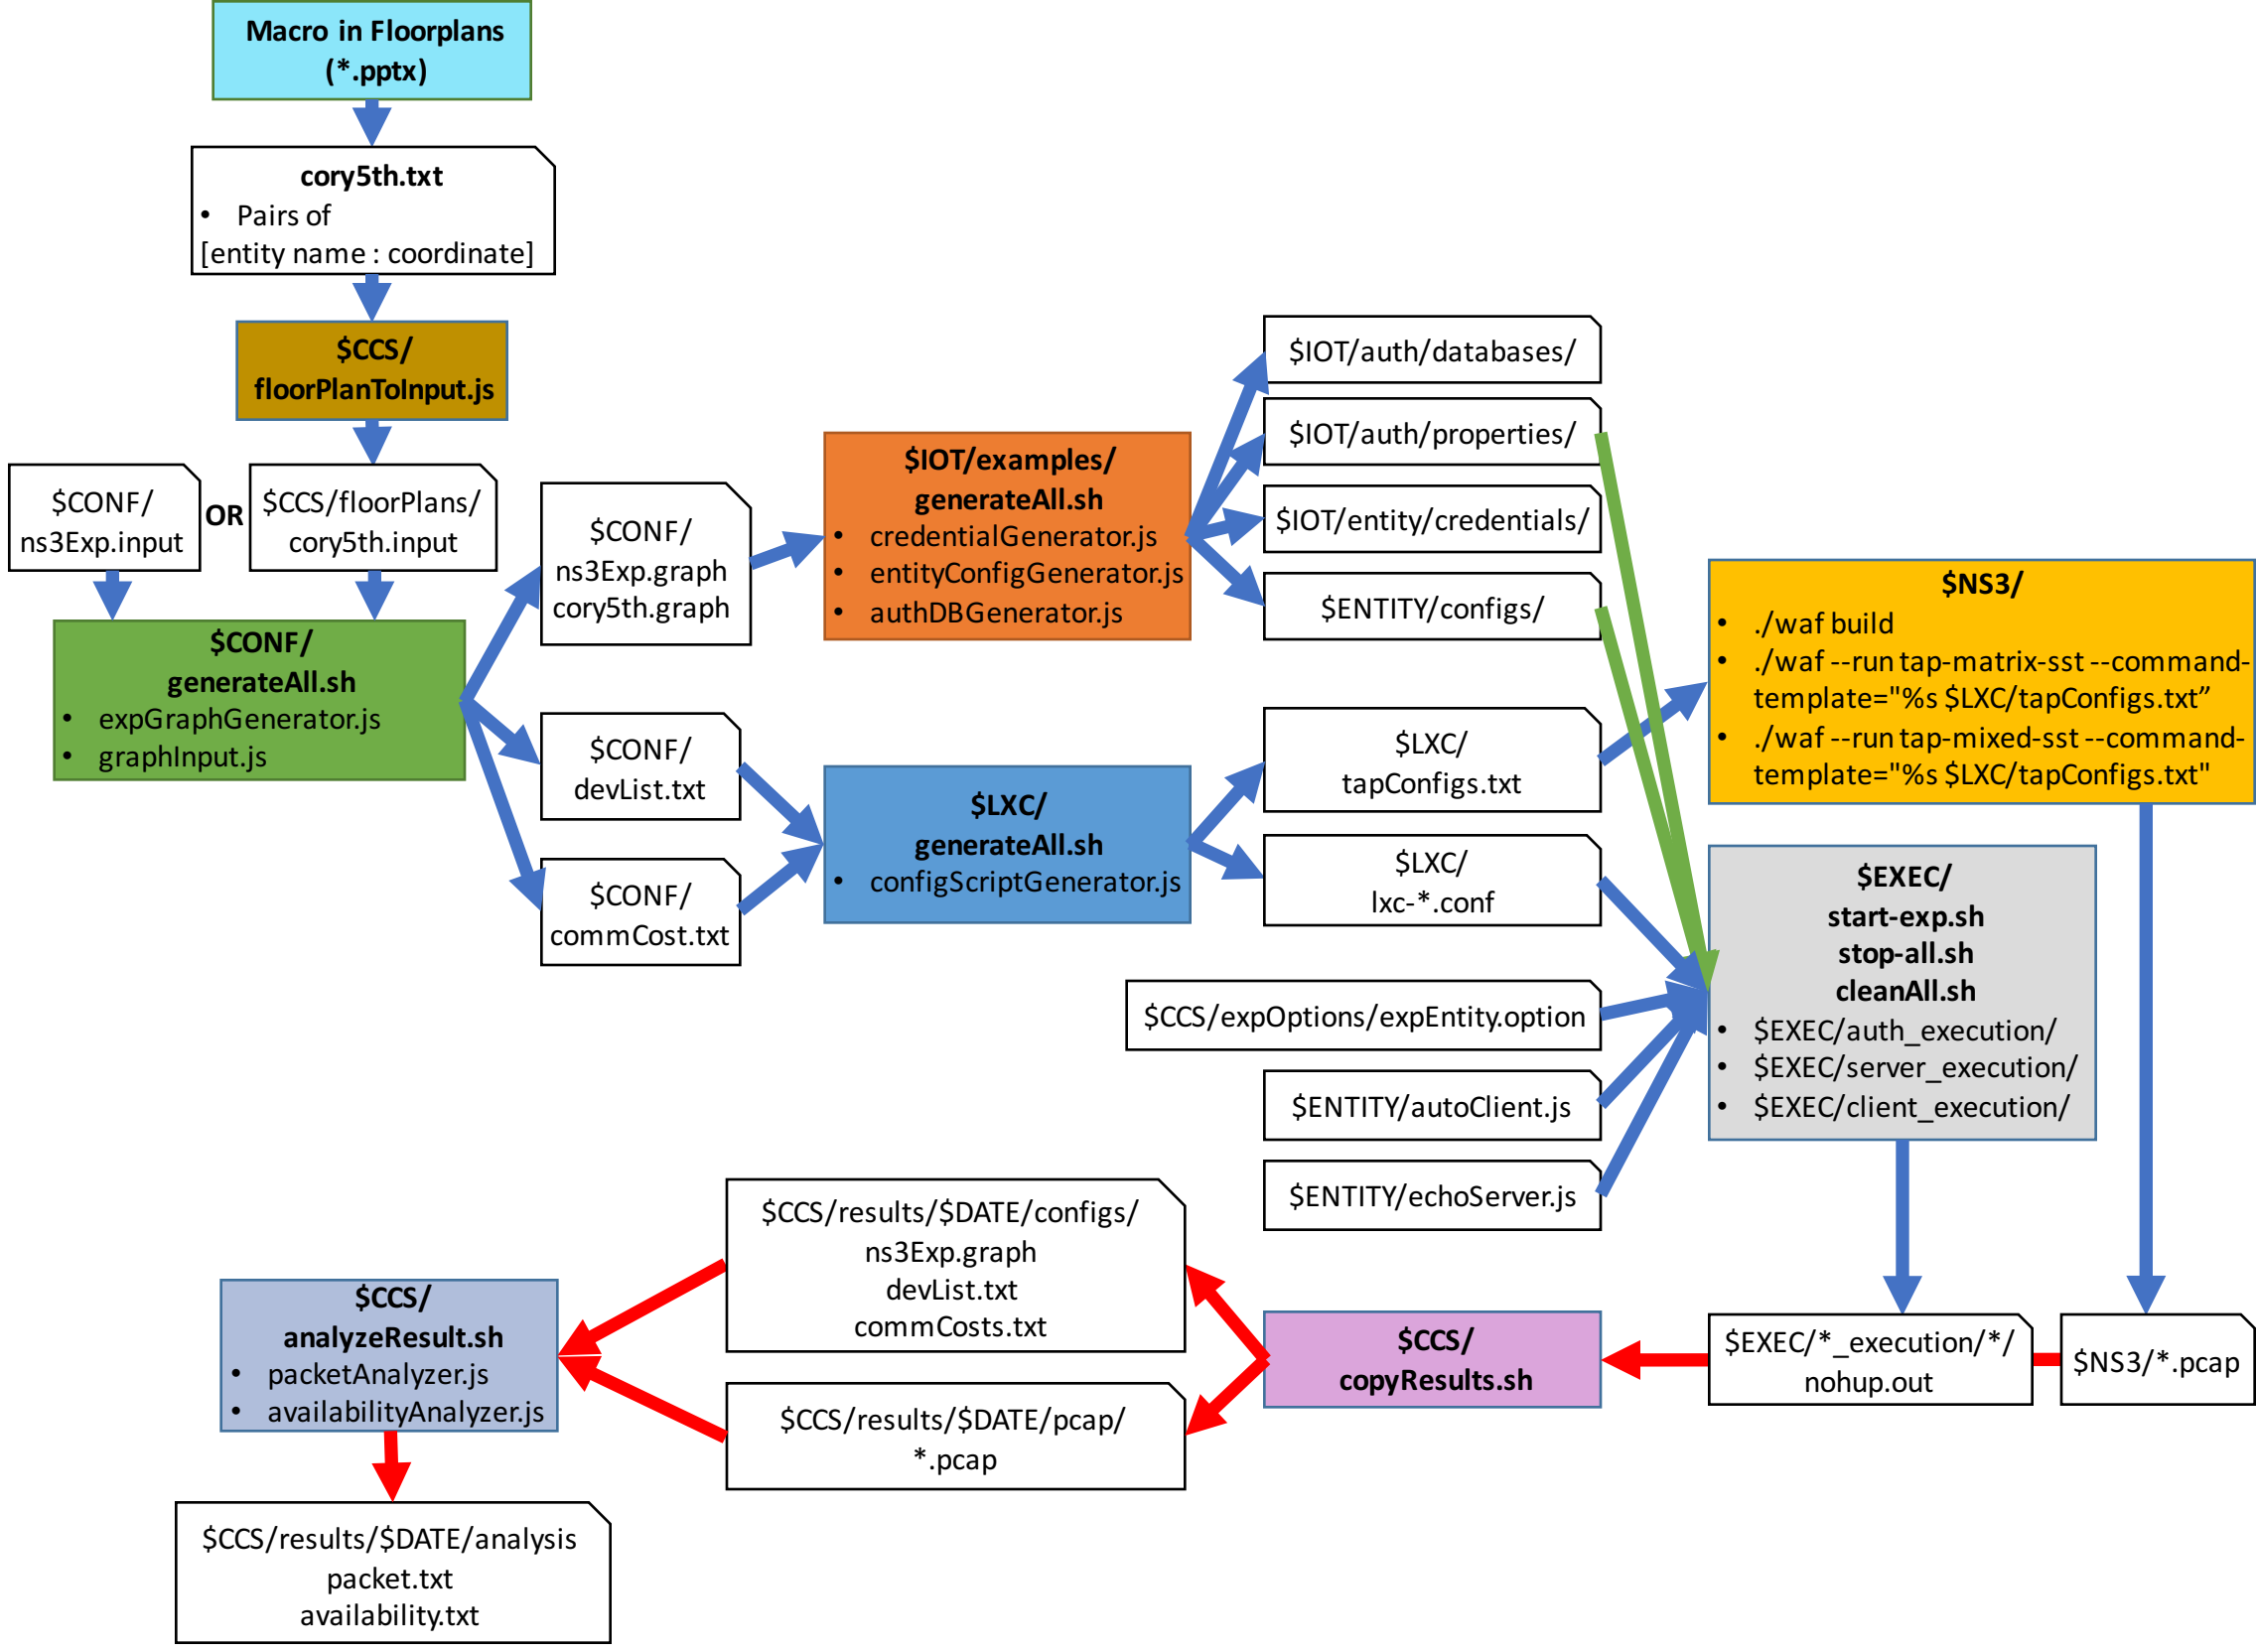 Macro in Floorplans
(*.pptx)
cory5th.txt
• Pairs of
[entity name : coordinate]
$CCS/
floorPlanToInput.js
$CONF/
ns3Exp.input
OR
$CCS/floorPlans/
cory5th.input
$CONF/
generateAll.sh
• expGraphGenerator.js
• graphInput.js
$CONF/
ns3Exp.graph
cory5th.graph
$CONF/
devList.txt
$CONF/
commCost.txt
$IOT/examples/
generateAll.sh
• credentialGenerator.js
• entityConfigGenerator.js
• authDBGenerator.js
$LXC/
generateAll.sh
• configScriptGenerator.js
$IOT/auth/databases/
$IOT/auth/properties/
$IOT/entity/credentials/
$ENTITY/configs/
$LXC/
tapConfigs.txt
$LXC/
lxc-*.conf
$CCS/expOptions/expEntity.option
$ENTITY/autoClient.js
$ENTITY/echoServer.js
$NS3/
• ./waf build
• ./waf --run tap-matrix-sst --command-
template="%s $LXC/tapConfigs.txt”
• ./waf --run tap-mixed-sst --command-
template="%s $LXC/tapConfigs.txt"
$EXEC/
start-exp.sh
stop-all.sh
cleanAll.sh
• $EXEC/auth_execution/
• $EXEC/server_execution/
• $EXEC/client_execution/
$EXEC/*_execution/*/
nohup.out
$NS3/*.pcap
$CCS/
copyResults.sh
$CCS/results/$DATE/configs/
ns3Exp.graph
devList.txt
commCosts.txt
$CCS/results/$DATE/pcap/
*.pcap
$CCS/
analyzeResult.sh
• packetAnalyzer.js
• availabilityAnalyzer.js
$CCS/results/$DATE/analysis
packet.txt
availability.txt